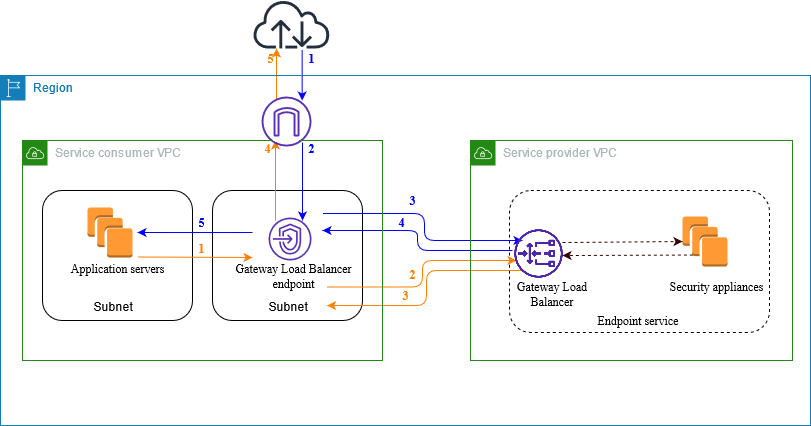 5
1
Region
4
2
Service consumer VPC
Service provider VPC
3
5
4
1
Application servers
Gateway Load Balancer
endpoint
2
3
Subnet
Subnet
Gateway Load
Balancer
Security appliances
Endpoint service